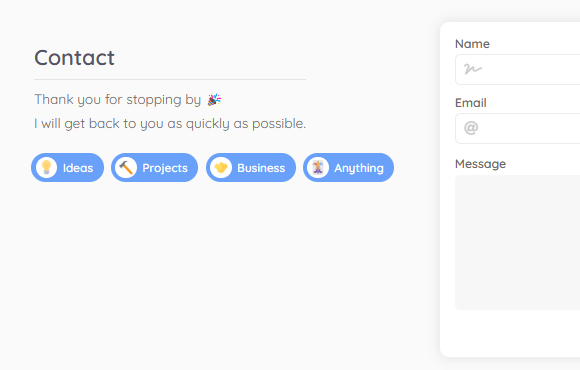 Contact
Thank you for stopping by 🎉
I will get back to you as quickly as possible.
Ideas
Projects
Business
Anything
Name
Email
@
Message